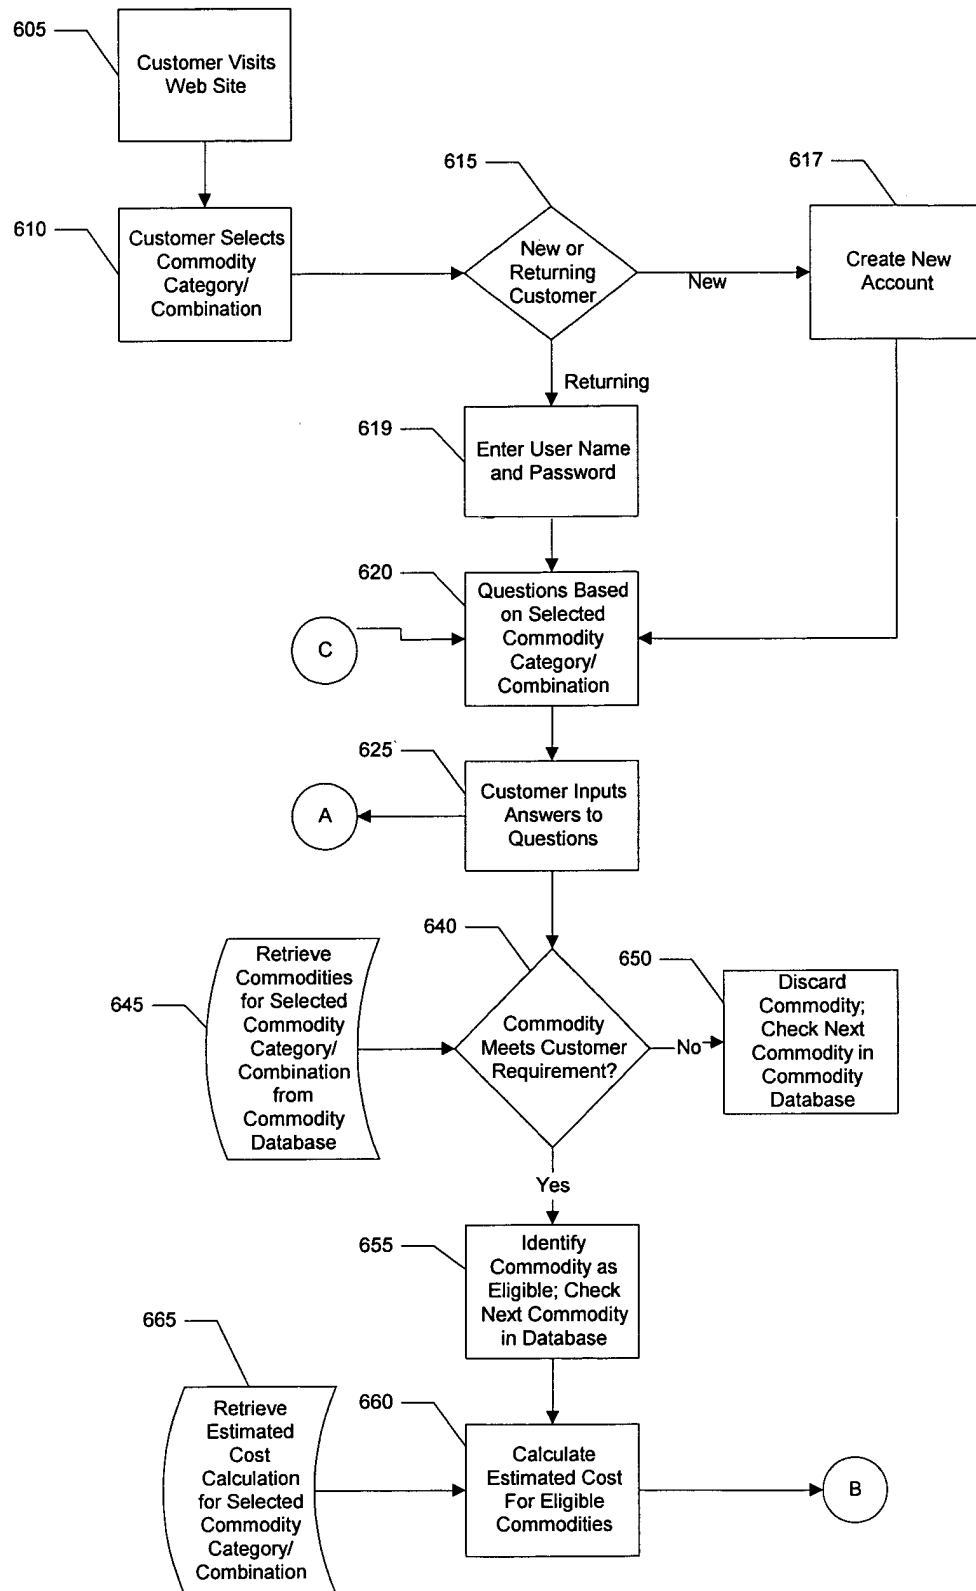 605
Customer Visits
Web Site
610
Customer Selects
Commodity
Category/
Combination
615
New or
Returning
Customer
New
617
Create New
Account
Returning
619
Enter User Name
and Password
620
Questions Based
on Selected
Commodity
Category/
Combination
C
625
Customer Inputs
Answers to
Questions
A
640
Commodity
Meets Customer
Requirement?
645
Retrieve
Commodities
for Selected
Commodity
Category/
Combination
from
Commodity
Database
No
650
Discard
Commodity;
Check Next
Commodity in
Commodity
Database
Yes
655
Identify
Commodity as
Eligible; Check
Next Commodity
in Database
665
Retrieve
Estimated
Cost
Calculation
for Selected
Commodity
Category/
Combination
660
Calculate
Estimated Cost
For Eligible
Commodities
B